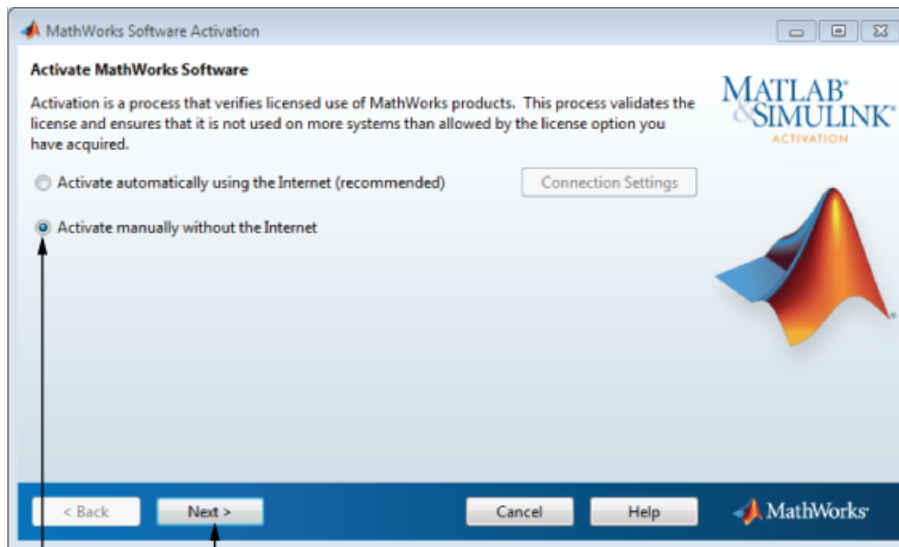 MathWorks Software Activation
Activate MathWorks Software
Activation is a process that verifies licensed use of MathWorks products. This process validates the
license and ensures that it is not used on more systems than allowed by the license option you
have acquired.
MATLAB®
&SIMULINK®
ACTIVATION
Activate automatically using the Internet (recommended)
Connection Settings
Activate manually without the Internet
®
< Back
Next >
Cancel
Help
MathWorks®